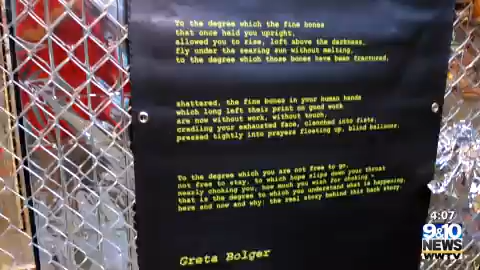 To the degree which the fine bones
that once held you upright,
allowed you to rise, loft above the darkness,
fly under the searing sun without melting,
to the degree which those bones have been fractured,
shattered, the fine bones in your human hands
which long left their print on good work
are now without work, without touch,
cradling your exhausted face, clenched into fists,
pressed tightly into prayers floating up, blind balloons.
To the degree which you are not free to go,
not free to stay, to which hope slips down your throat
nearly choking you, how much you wish for choking -
that is the degree to which you understand what is happening,
here and now and why: the real story behind this back story.
Greta Bolger
4:07
9&10
NEWS
WWTV